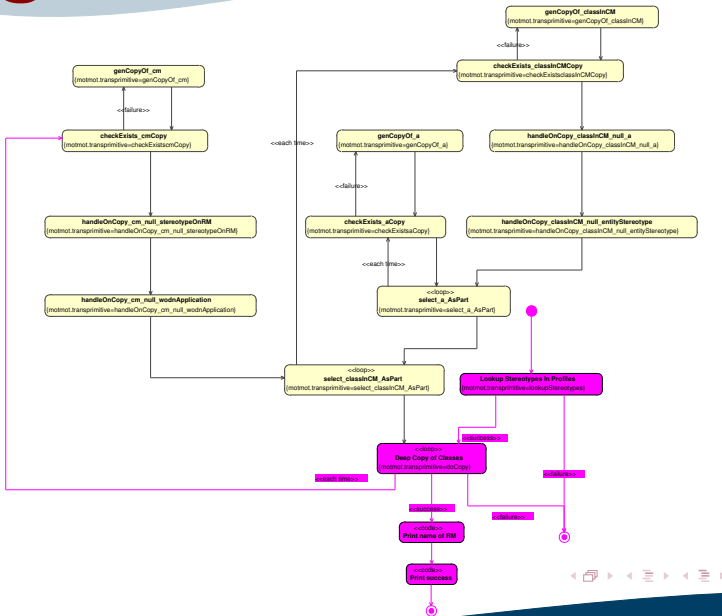 genCopyOf_classInCM
{motmot.transprimitive=genCopyOf_classInCM}
<<failure>>
checkExists_classInCMCopy
{motmot.transprimitive=checkExistsclassInCMCopy}
genCopyOf_cm
{motmot.transprimitive=genCopyOf_cm}
<<failure>>
checkExists_cmCopy
{motmot.transprimitive=checkExistscmCopy}
<<each time>>
genCopyOf_a
{motmot.transprimitive=genCopyOf_a}
handleOnCopy_classInCM_null_a
{motmot.transprimitive=handleOnCopy_classInCM_null_a}
<<failure>>
handleOnCopy_cm_null_stereotypeOnRM
{motmot.transprimitive=handleOnCopy_cm_null_stereotypeOnRM}
checkExists_aCopy
{motmot.transprimitive=checkExistsaCopy}
handleOnCopy_classInCM_null_entityStereotype
{motmot.transprimitive=handleOnCopy_classInCM_null_entityStereotype}
<<each time>>
handleOnCopy_cm_null_wodnApplication
{motmot.transprimitive=handleOnCopy_cm_null_wodnApplication}
<<loop>>
select_a_AsPart
{motmot.transprimitive=select_a_AsPart}
<<loop>>
select_classInCM_AsPart
{motmot.transprimitive=select_classInCM_AsPart}
Lookup Stereotypes In Profiles
{motmot.transprimitive=lookupStereotypes}
<<success>>
<<loop>>
Deep Copy of Classes
{motmot.transprimitive=doCopy}
<<each time>>
<<failure>>
<<success>>
<<failure>>
<<code>>
Print name of RM
<<code>>
Print success